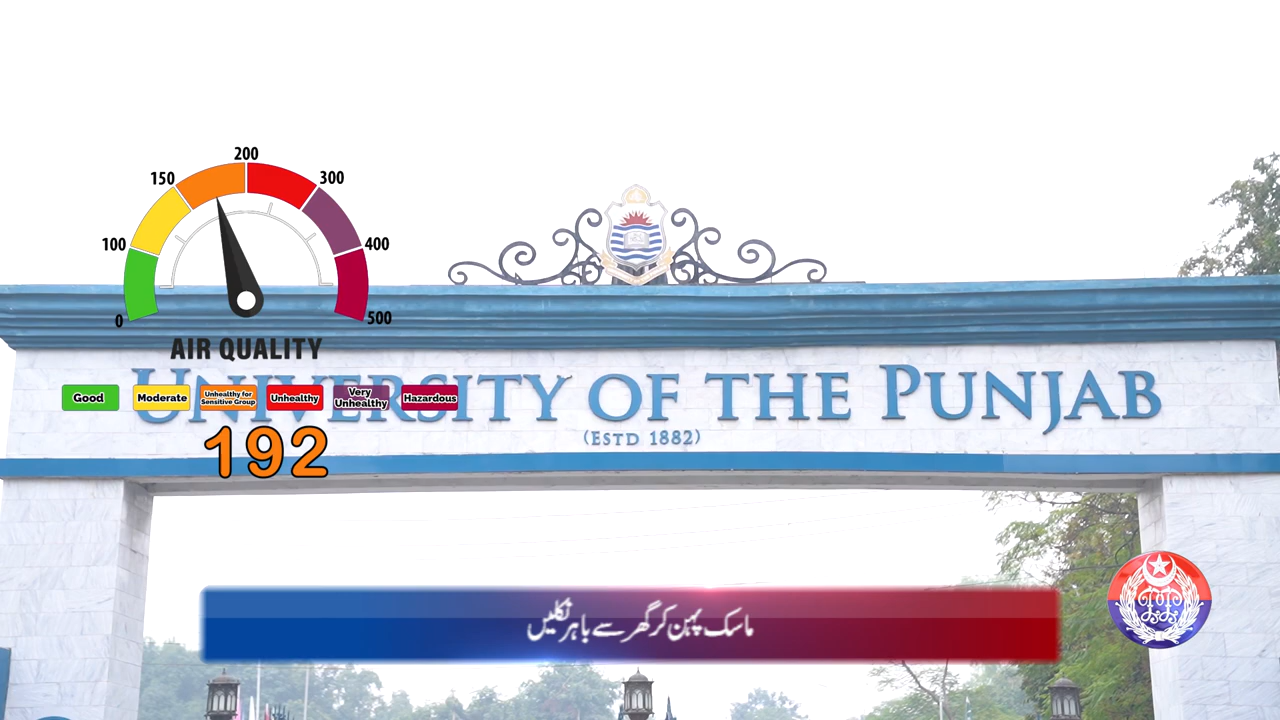 200
150
300
100
400
0
500
AIR QUALITY
Good
Moderate
Unhealthy for
Sensitive Group
Unhealthy
Very
Unhealthy
Hazardous
UNIVERSITY OF THE PUNJAB
(ESTD 1882)
192
ماسک پہن کر گھر سے باہر نکلیں